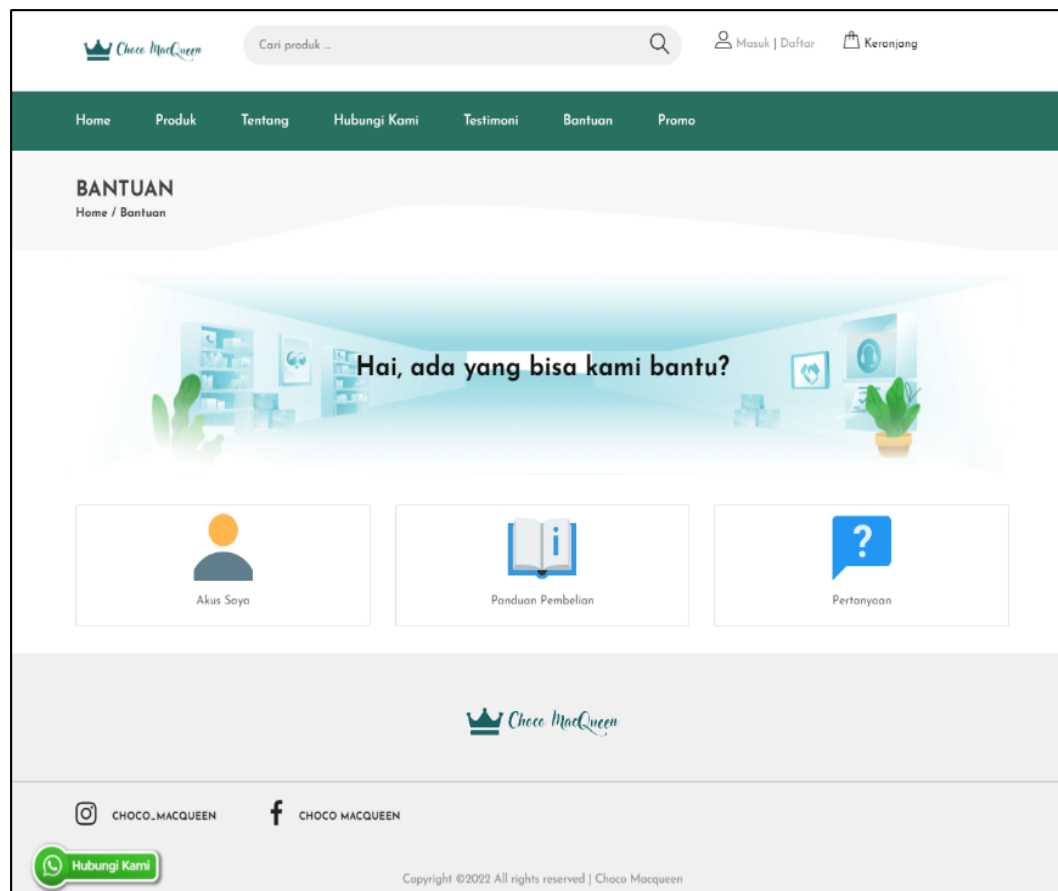 Choco MacQueen
Cari produk ...
Masuk | Daftar
Keranjang
Home
Produk
Tentang
Hubungi Kami
Testimoni
Bantuan
Promo
BANTUAN
Home / Bantuan
Hai, ada yang bisa kami bantu?
i
?
Akus Saya
Panduan Pembelian
Pertanyaan
Choco MacQueen
CHOCO_MACQUEEN
CHOCO MACQUEEN
Hubungi Kami
Copyright ©2022 All rights reserved | Choco Macqueen